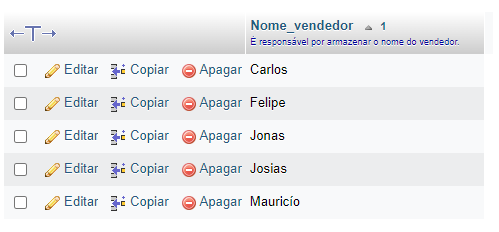 Nome_vendedor 1
É responsável por armazenar o nome do vendedor.
Editar Copiar Apagar Carlos
Editar Copiar Apagar Felipe
Editar Copiar Apagar Jonas
Editar Copiar Apagar Josias
Editar Copiar Apagar Mauricío